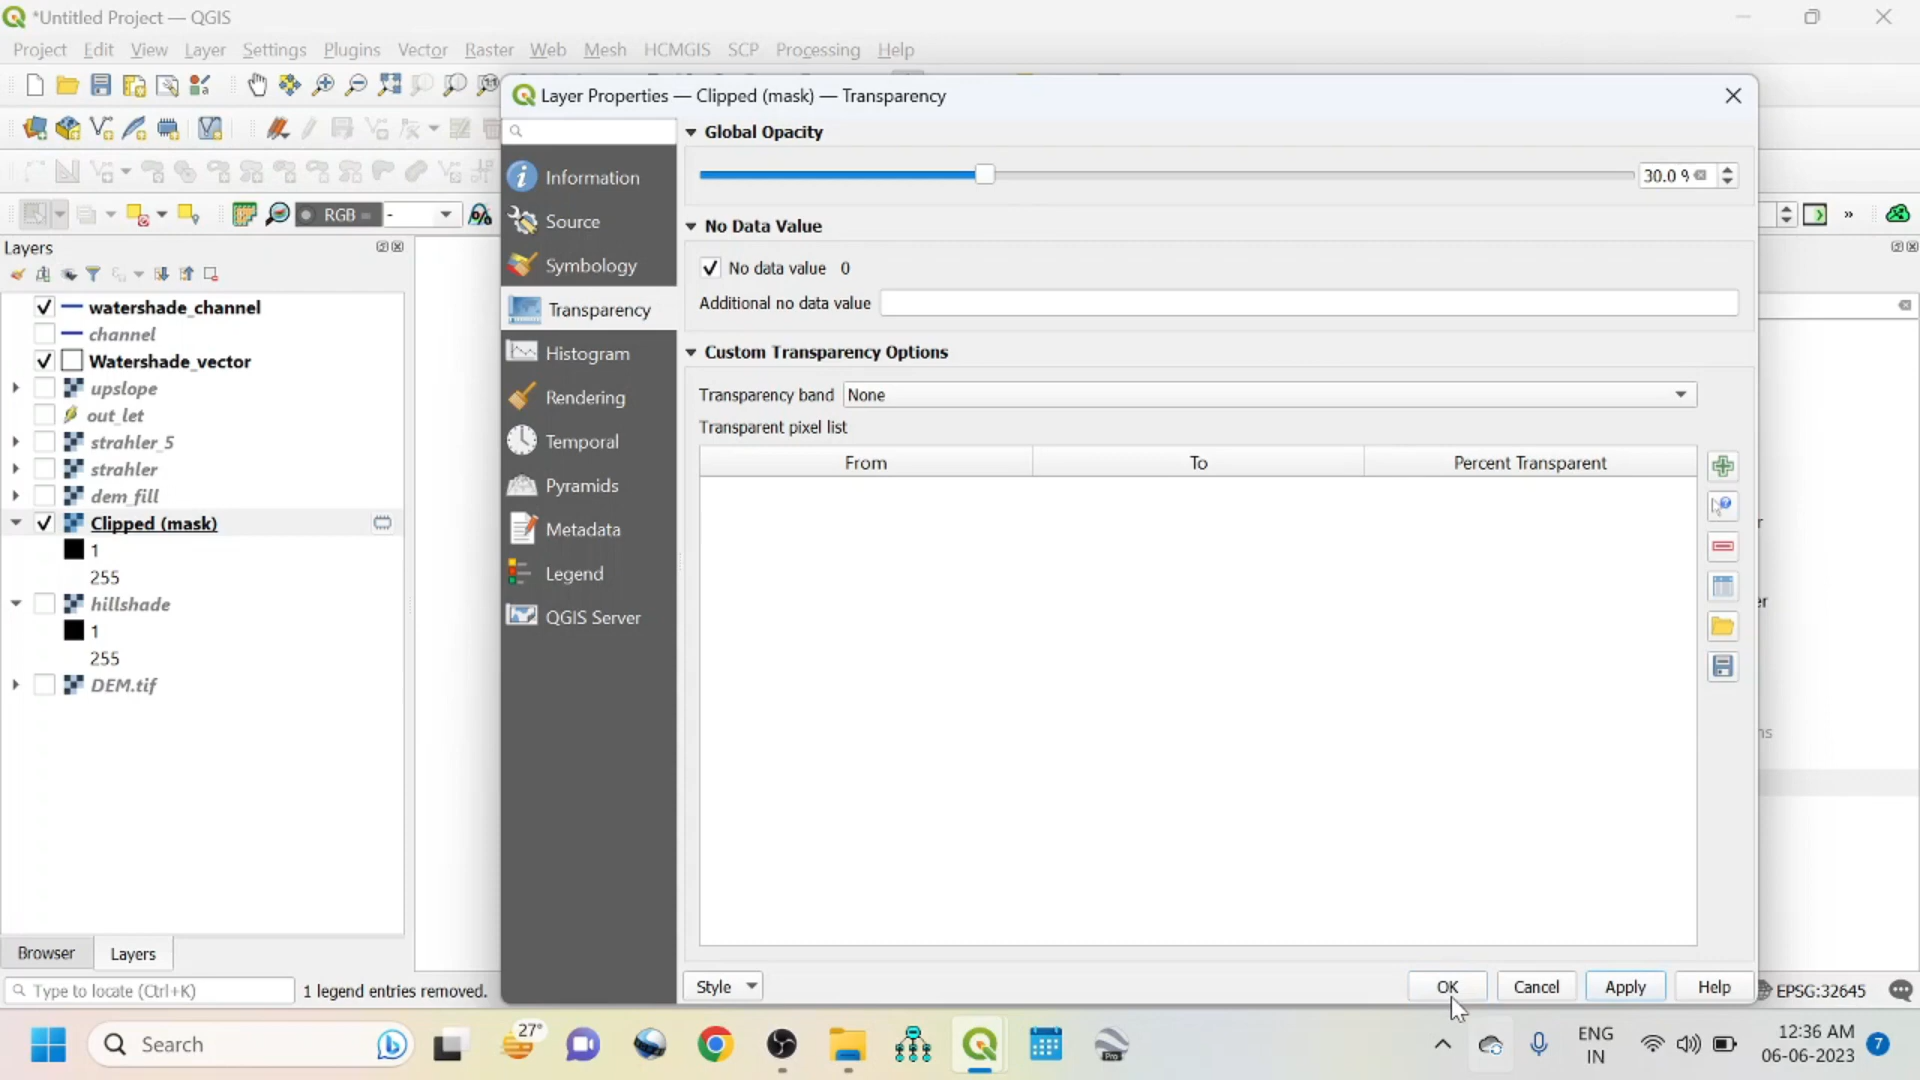 *Untitled Project — QGIS
Project Edit View Layer Settings Plugins Vector Raster Web Mesh HCMGIS SCP Processing Help
Layer Properties — Clipped (mask) — Transparency
RGB
-
»
Layers
watershade_channel
channel
Watershade_vector
upslope
out_let
strahler_5
strahler
dem_fill
Clipped (mask)
1
255
hillshade
1
255
DEM.tif
Browser
Layers
Type to locate (Ctrl+K)
1 legend entries removed.
Information
Source
Symbology
Transparency
Histogram
Rendering
Temporal
Pyramids
Metadata
Legend
QGIS Server
Global Opacity
30.0 %
No Data Value
No data value 0
Additional no data value
Custom Transparency Options
Transparency band None
Transparent pixel list
From To Percent Transparent
Style
OK
Cancel
Apply
Help
EPSG:32645
Search
27°
Pro
ENG
IN
12:36 AM
06-06-2023
7